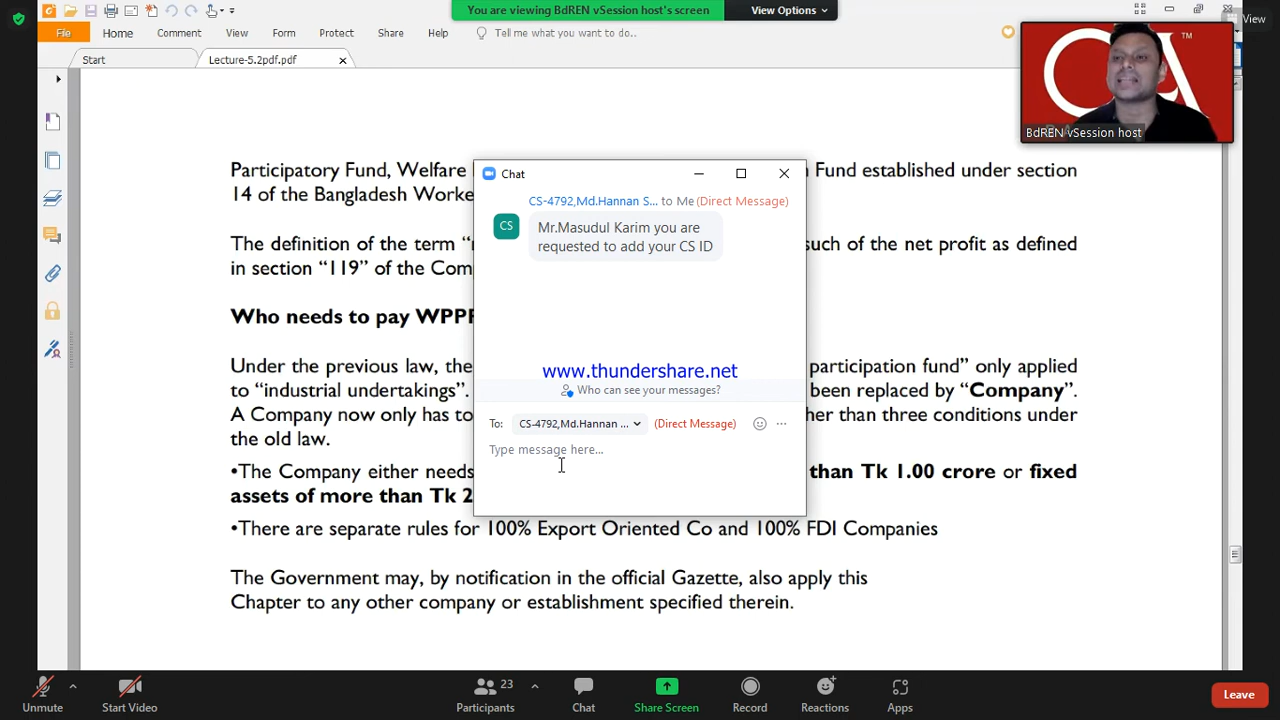 You are viewing BdREN vSession host's screen
View Options
View
File
Home
Comment
View
Form
Protect
Share
Help
Tell me what you want to do..
Start
Lecture-5.2pdf.pdf
CA
TM
BdREN vSession host
Participatory Fund, Welfare
Fund established under section
14 of the Bangladesh Worke
The definition of the term “
such of the net profit as defined
in section “119” of the Com
Who needs to pay WPPF
Under the previous law, the
participation fund” only applied
to “industrial undertakings”.
been replaced by “Company”.
A Company now only has to
her than three conditions under
the old law.
•The Company either needs
than Tk 1.00 crore or fixed
assets of more than Tk 2
•There are separate rules for 100% Export Oriented Co and 100% FDI Companies
The Government may, by notification in the official Gazette, also apply this
Chapter to any other company or establishment specified therein.
Chat
CS-4792,Md.Hannan S... to Me (Direct Message)
CS
Mr.Masudul Karim you are
requested to add your CS ID
www.thundershare.net
Who can see your messages?
To: CS-4792,Md.Hannan ... (Direct Message)
Type message here...
Unmute
Start Video
23
Participants
Chat
Share Screen
Record
Reactions
Apps
Leave